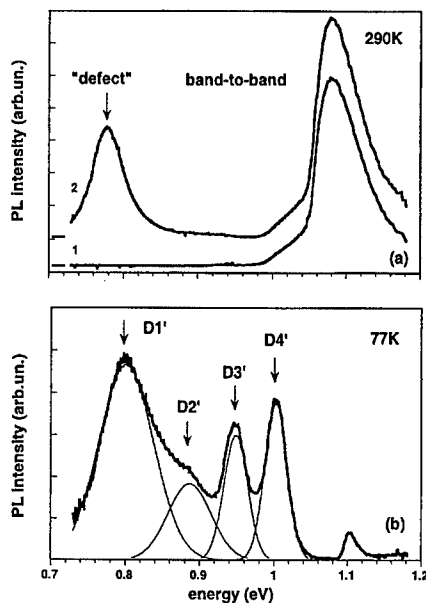 290K
"defect"
band-to-band
PL intensity (arb.un.)
2
1
(a)
77K
D1'
D2'
D3'
D4'
PL intensity (arb.un.)
(b)
0.7 0.8 0.9 1 1.1 1.2
energy (eV)